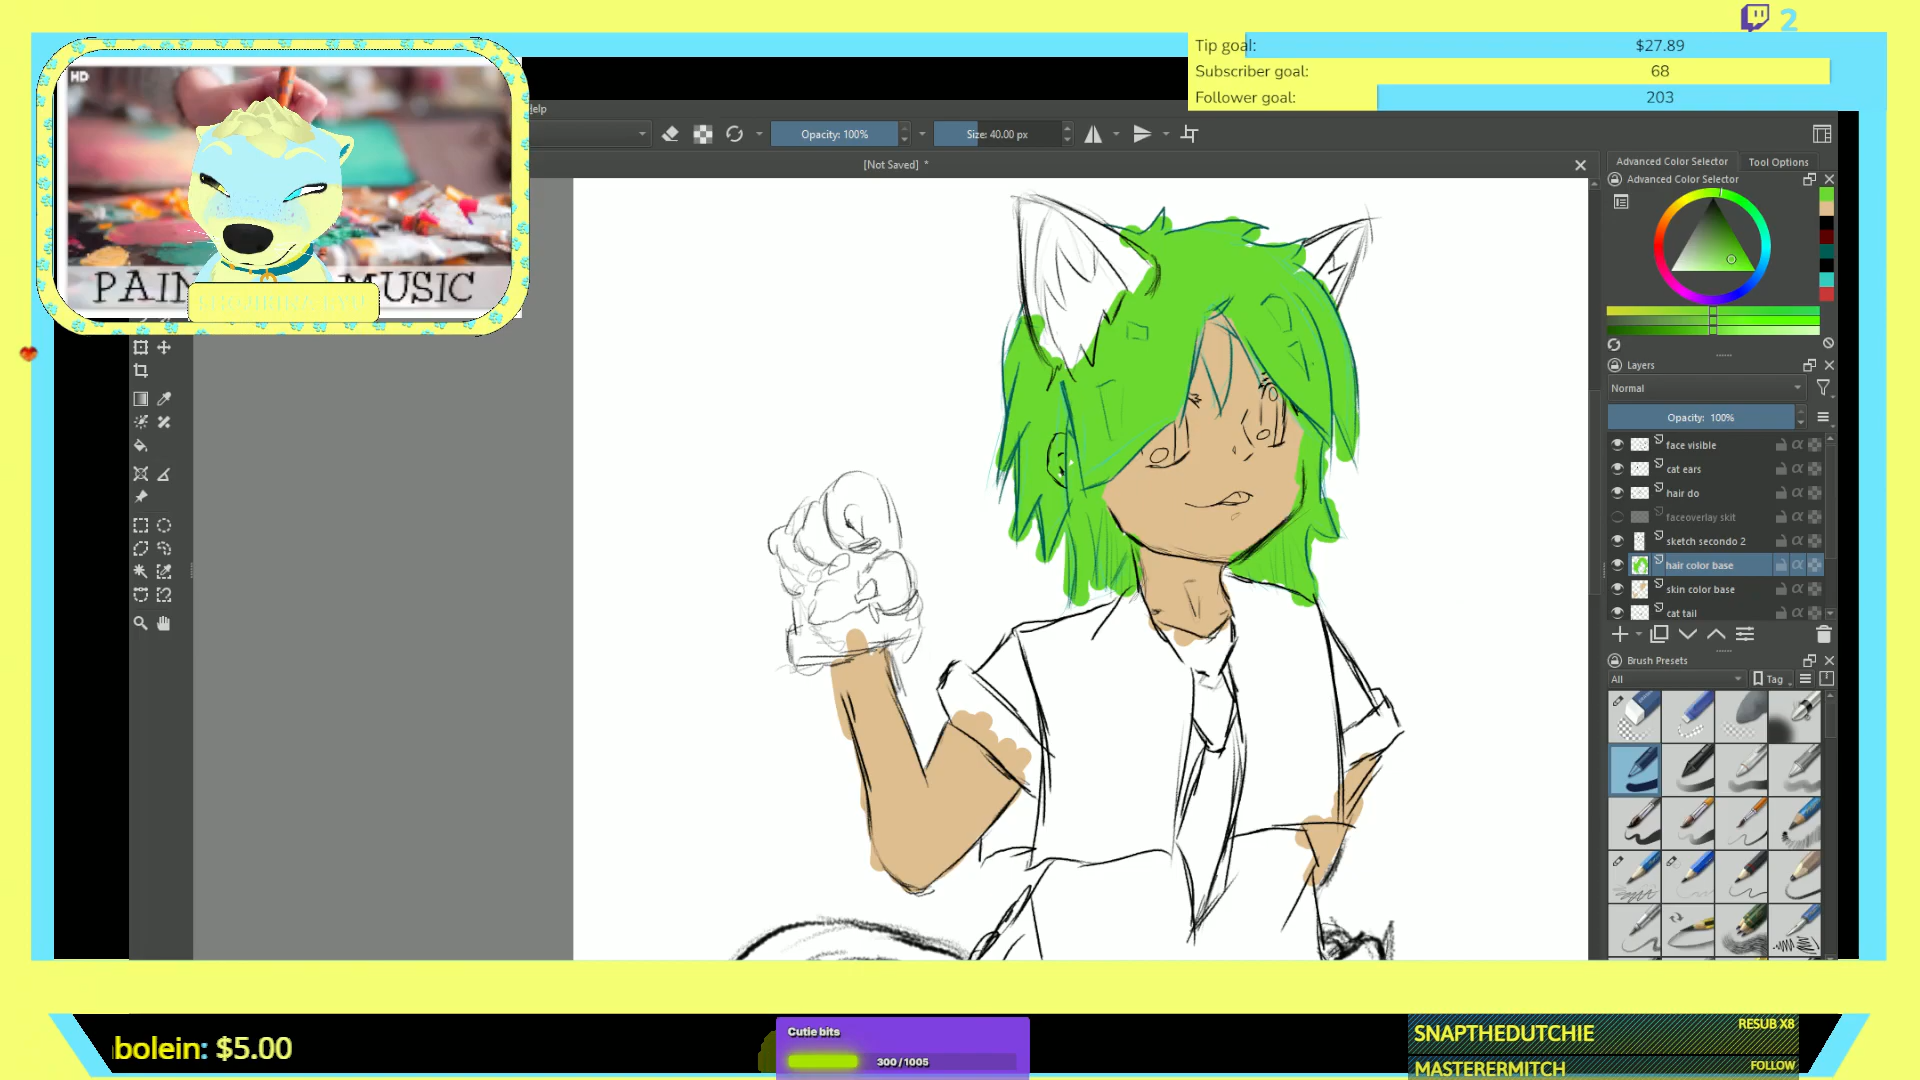 2
Tip goal: $27.89
Subscriber goal: 68
Follower goal: 203
HD
PAIN MUSIC
elp
Opacity: 100%
Size: 40.00 px
[Not Saved] *
Advanced Color Selector
Tool Options
Advanced Color Selector
Layers
Normal
Opacity: 100%
face visible
cat ears
hair do
faceoverlay skit
sketch secondo 2
hair color base
skin color base
cat tail
Brush Presets
All
Tag
bolein: $5.00
Cutie bits
300/1005
SNAPTHEDUTCHIE RESUB X8
MASTERERMITCH FOLLOW